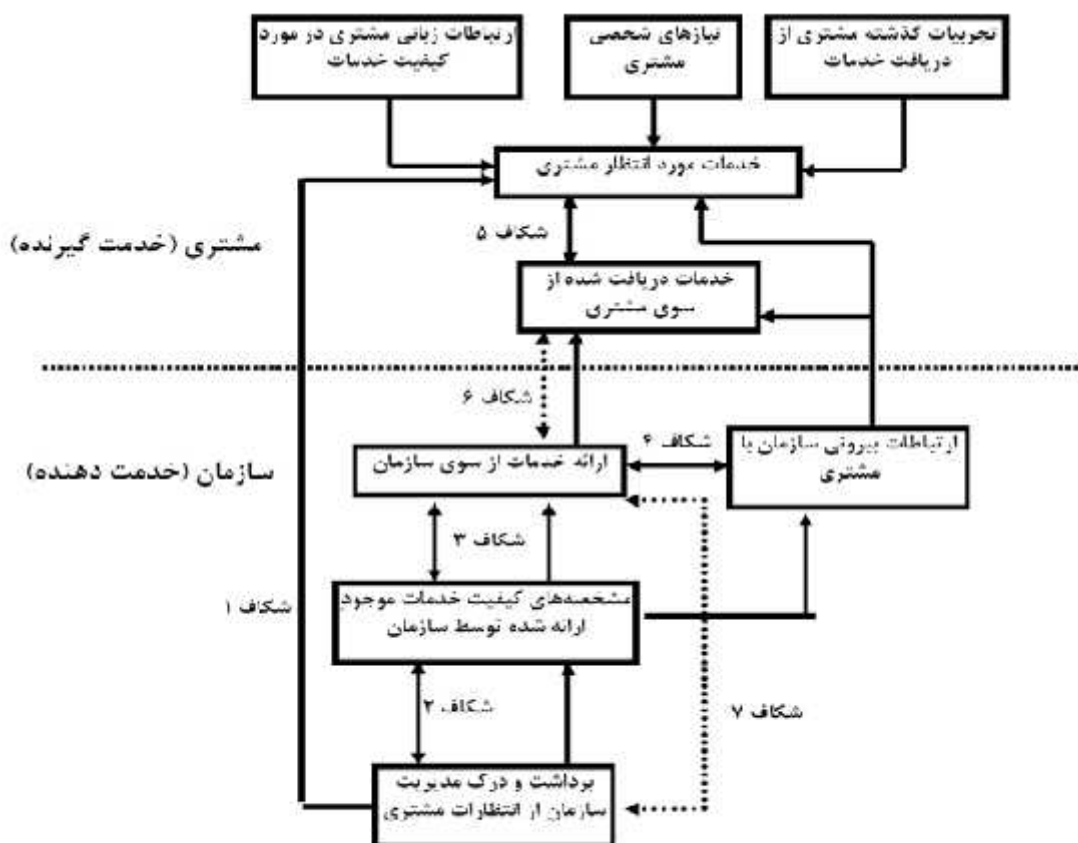 تجربیات گذشته مشتری از
دریافت خدمات
نیازهای شخصی
مشتری
ارتباطات زبانی مشتری در مورد
کیفیت خدمات
خدمات مورد انتظار مشتری
شکاف ۵
مشتری (خدمت گیرنده)
خدمات دریافت شده از
سوی مشتری
شکاف ۶
ارتباطات بیرونی سازمان با
مشتری
شکاف ۴
ارائه خدمات از سوی سازمان
سازمان (خدمت دهنده)
شکاف ۳
مشخصه‌های کیفیت خدمات موجود
ارائه شده توسط سازمان
شکاف ۱
شکاف ۲
شکاف ۷
برداشت و درک مدیریت
سازمان از انتظارات مشتری